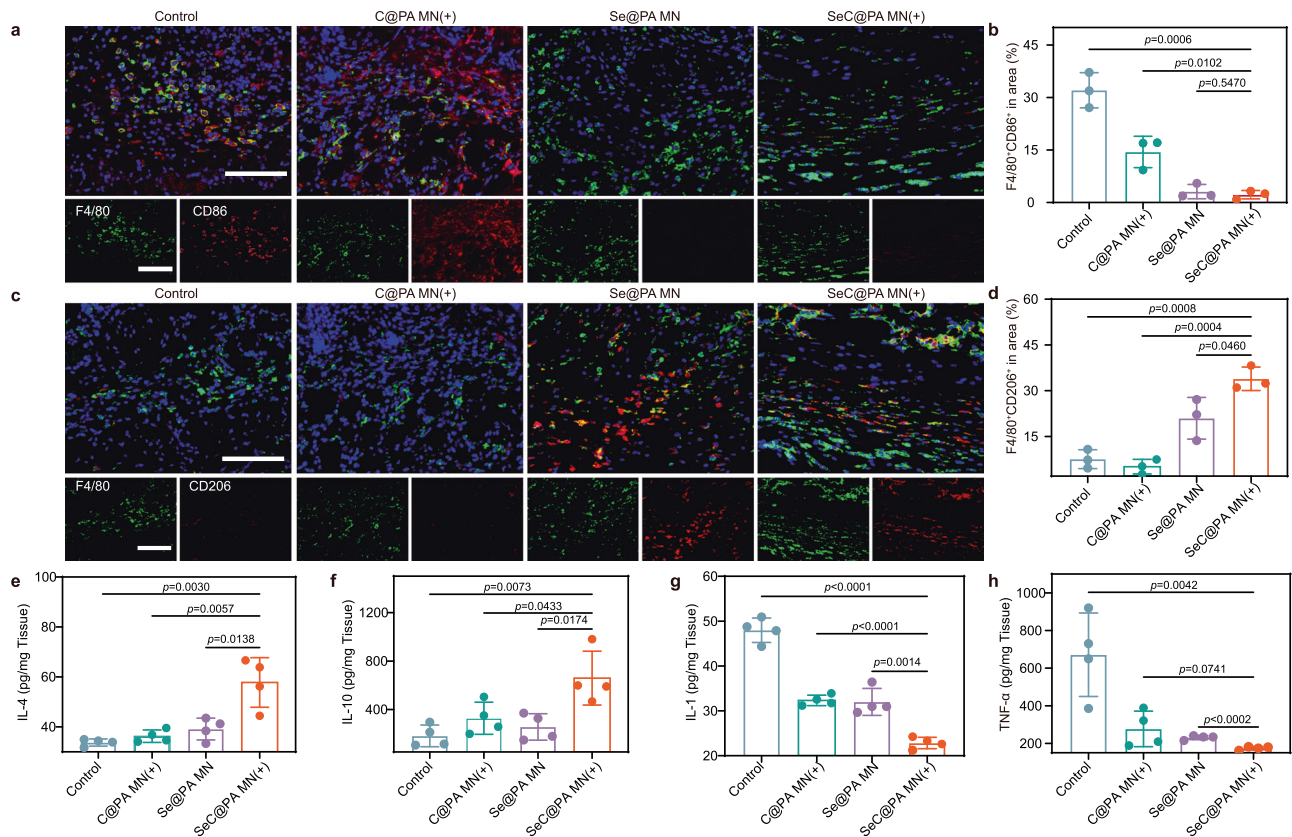 a
Control
C@PA MN(+)
Se@PA MN
SeC@PA MN(+)
F4/80
CD86
b
F4/80⁺CD86⁺ in area (%)
45
30
15
0
p=0.0006
p=0.0102
p=0.5470
Control
C@PA MN(+)
Se@PA MN
SeC@PA MN(+)
c
Control
C@PA MN(+)
Se@PA MN
SeC@PA MN(+)
F4/80
CD206
d
F4/80⁺CD206⁺ in area (%)
60
45
30
15
p=0.0008
p=0.0004
p=0.0460
Control
C@PA MN(+)
Se@PA MN
SeC@PA MN(+)
e
IL-4 (pg/mg Tissue)
100
80
60
40
p=0.0030
p=0.0057
p=0.0138
Control
C@PA MN(+)
Se@PA MN
SeC@PA MN(+)
f
IL-10 (pg/mg Tissue)
1200
800
400
p=0.0073
p=0.0433
p=0.0174
Control
C@PA MN(+)
Se@PA MN
SeC@PA MN(+)
g
IL-1 (pg/mg Tissue)
60
50
40
30
20
p<0.0001
p<0.0001
p=0.0014
Control
C@PA MN(+)
Se@PA MN
SeC@PA MN(+)
h
TNF-α (pg/mg Tissue)
1000
800
600
400
200
p=0.0042
p=0.0741
p<0.0002
Control
C@PA MN(+)
Se@PA MN
SeC@PA MN(+)